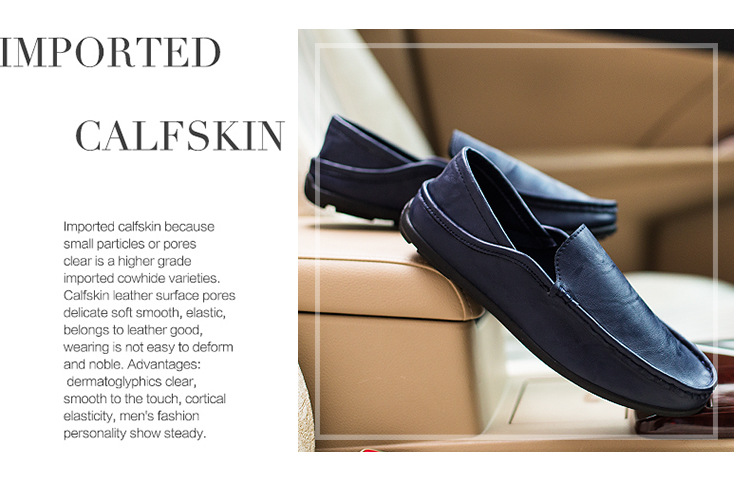 IMPORTED
CALFSKIN
Imported calfskin because
small particles or pores
clear is a higher grade
imported cowhide varieties.
Calfskin leather surface pores
delicate soft smooth, elastic,
belongs to leather good,
wearing is not easy to deform
and noble. Advantages:
dermatoglyphics clear,
smooth to the touch, cortical
elasticity, men's fashion
personality show steady.